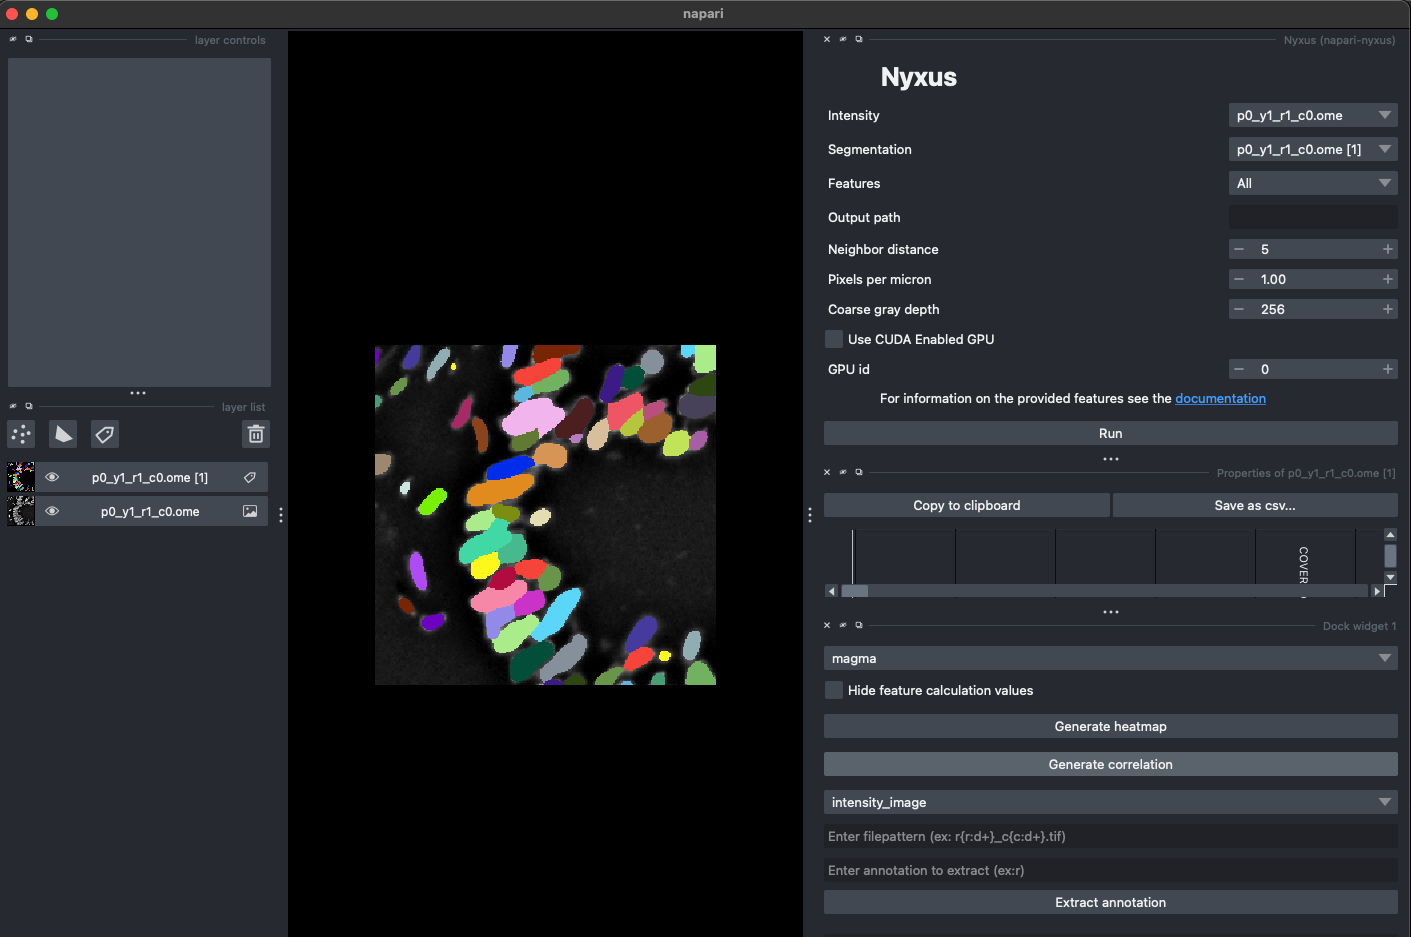 napari
layer controls
layer list
p0_y1_r1_c0.ome [1]
p0_y1_r1_c0.ome
Nyxus (napari-nyxus)
Nyxus
Intensity p0_y1_r1_c0.ome
Segmentation p0_y1_r1_c0.ome [1]
Features All
Output path
Neighbor distance 5
Pixels per micron 1.00
Coarse gray depth 256
Use CUDA Enabled GPU
GPU id 0
For information on the provided features see the documentation
Run
Properties of p0_y1_r1_c0.ome [1]
Copy to clipboard Save as csv...
COVER
Dock widget 1
magma
Hide feature calculation values
Generate heatmap
Generate correlation
intensity_image
Enter filepattern (ex: r{r:d+}_c{c:d+}.tif)
Enter annotation to extract (ex:r)
Extract annotation